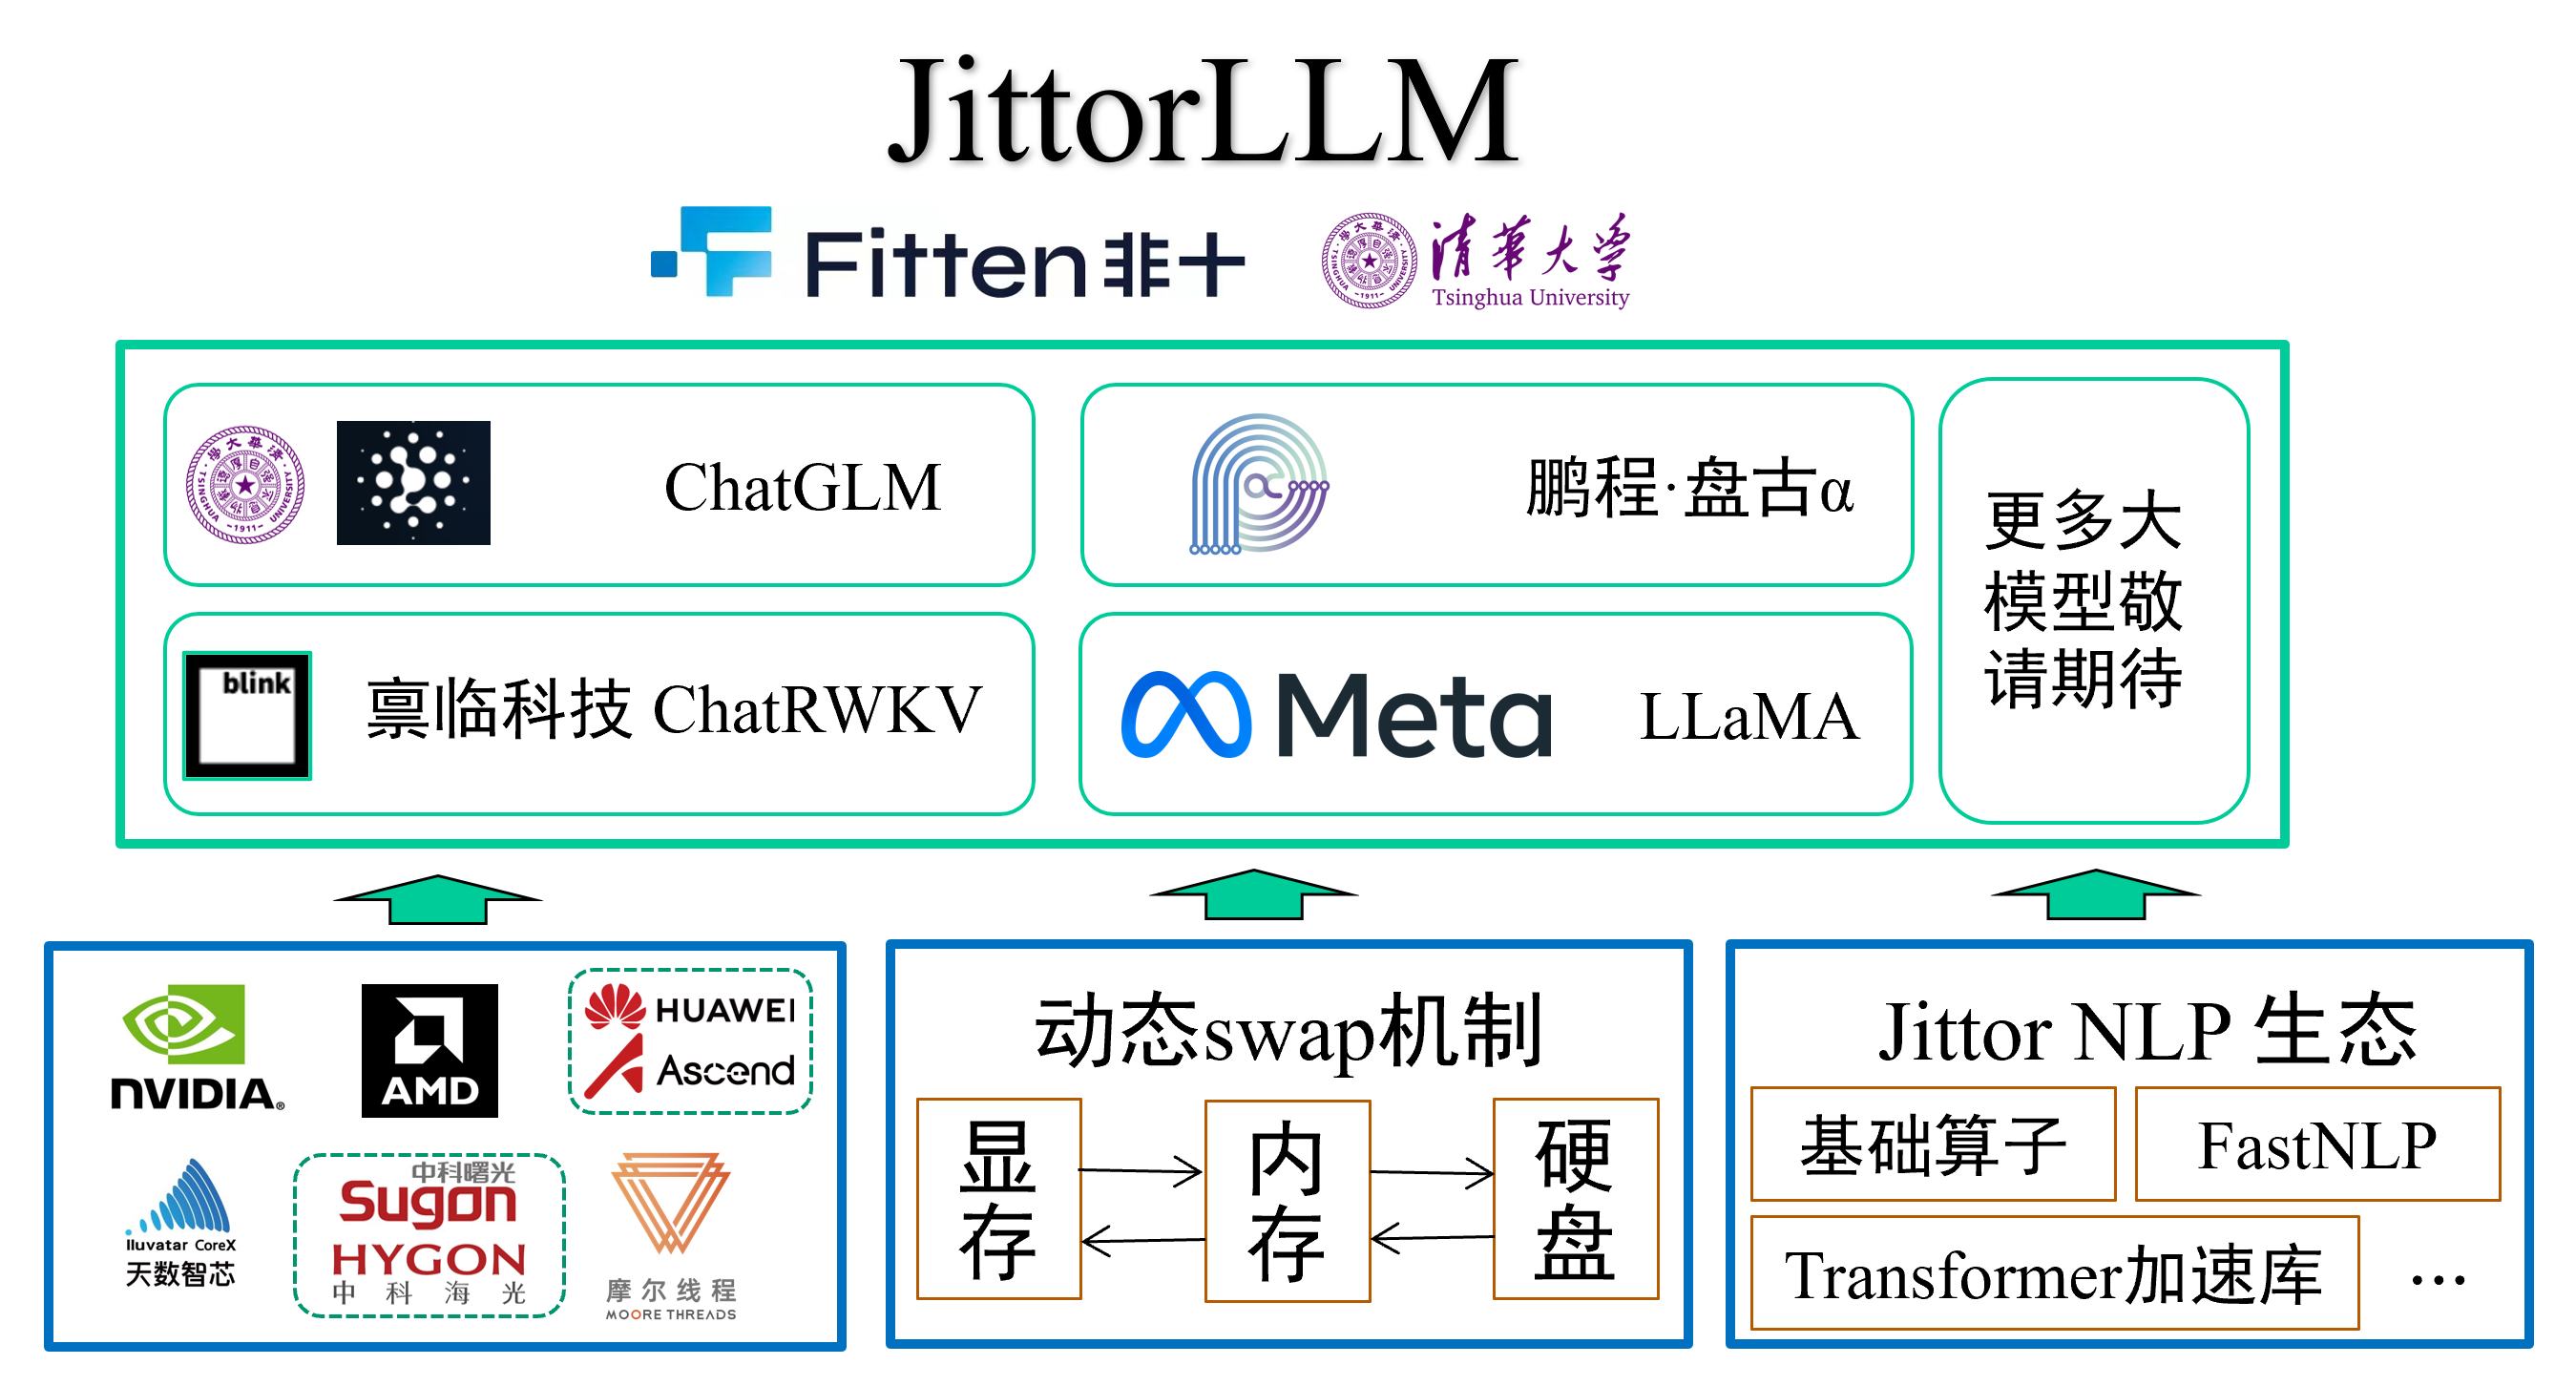 JittorLLM
Fitten 非十
清华大学
Tsinghua University
ChatGLM
鹏程·盘古α
更多大
模型敬
请期待
blink
禀临科技 ChatRWKV
Meta
LLaMA
NVIDIA®
AMD
HUAWEI
Ascend
Iluvatar CoreX
天数智芯
中科曙光
Sugon
HYGON
中科海光
摩尔线程
MOORE THREADS
动态swap机制
显存
内存
硬盘
Jittor NLP 生态
基础算子
FastNLP
Transformer加速库
…